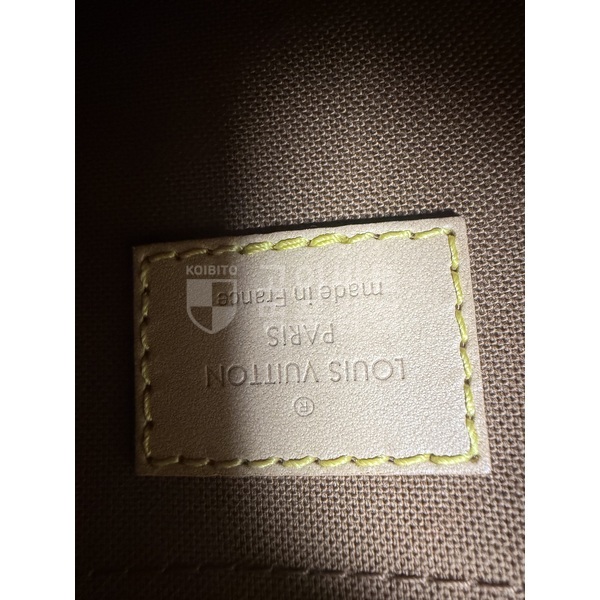 ®
LOUIS VUITTON
PARIS
made in France
KOIBITO